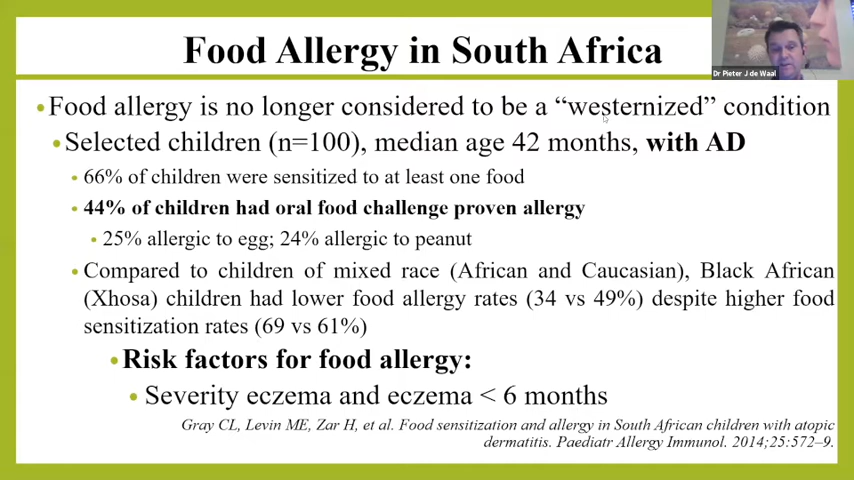 Food Allergy in South Africa
Dr Pieter J de Waal
•Food allergy is no longer considered to be a “westernized” condition
•Selected children (n=100), median age 42 months, with AD
• 66% of children were sensitized to at least one food
• 44% of children had oral food challenge proven allergy
• 25% allergic to egg; 24% allergic to peanut
• Compared to children of mixed race (African and Caucasian), Black African
(Xhosa) children had lower food allergy rates (34 vs 49%) despite higher food
sensitization rates (69 vs 61%)
•Risk factors for food allergy:
• Severity eczema and eczema < 6 months
Gray CL, Levin ME, Zar H, et al. Food sensitization and allergy in South African children with atopic
dermatitis. Paediatr Allergy Immunol. 2014;25:572–9.